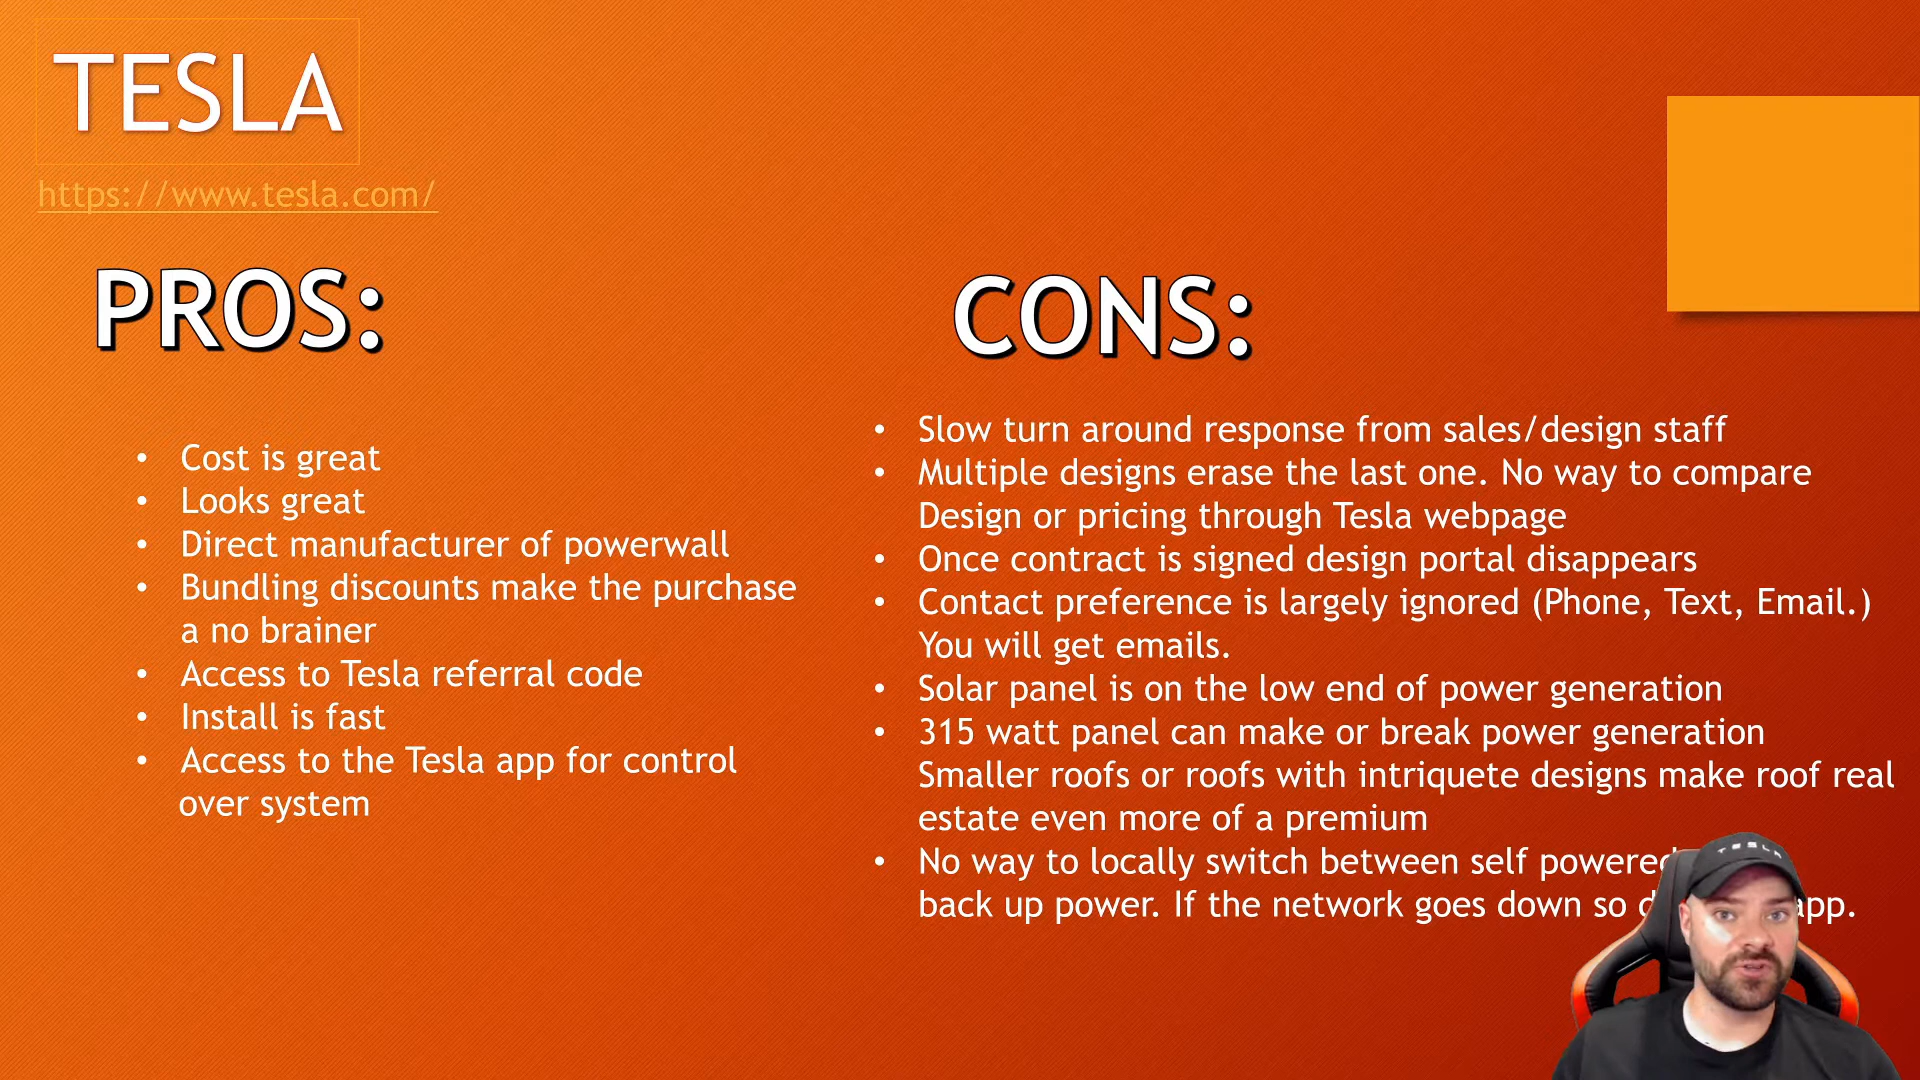 TESLA
https://www.tesla.com/
PROS:
• Cost is great
• Looks great
• Direct manufacturer of powerwall
• Bundling discounts make the purchase
a no brainer
• Access to Tesla referral code
• Install is fast
• Access to the Tesla app for control
over system
CONS:
• Slow turn around response from sales/design staff
• Multiple designs erase the last one. No way to compare
Design or pricing through Tesla webpage
• Once contract is signed design portal disappears
• Contact preference is largely ignored (Phone, Text, Email.)
You will get emails.
• Solar panel is on the low end of power generation
• 315 watt panel can make or break power generation
Smaller roofs or roofs with intriquete designs make roof real
estate even more of a premium
• No way to locally switch between self powered
back up power. If the network goes down so app.
TESLA